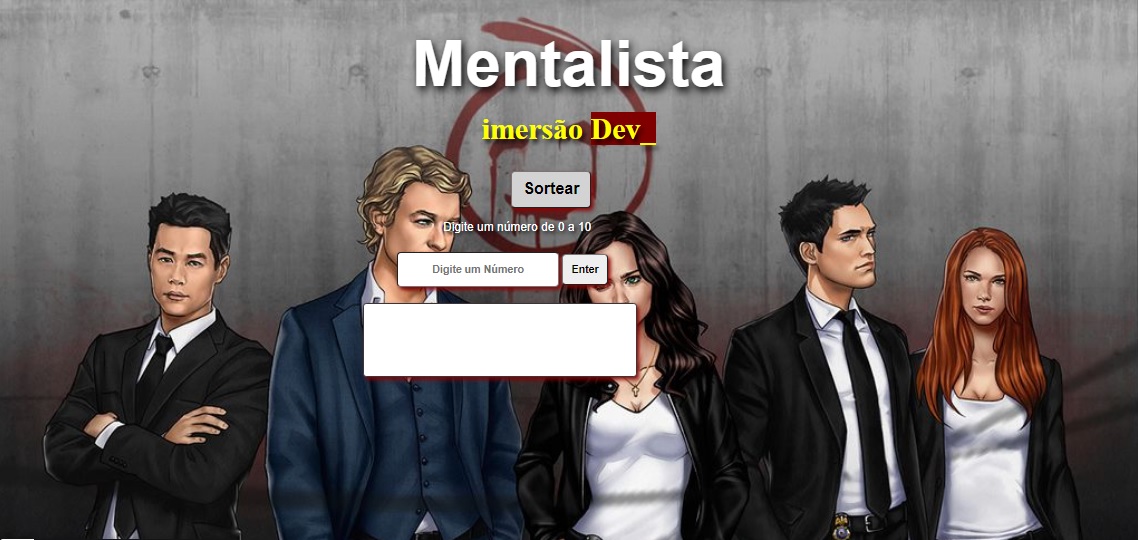 Mentalista
imersão Dev_
Sortear
Digite um número de 0 a 10
Digite um Número
Enter